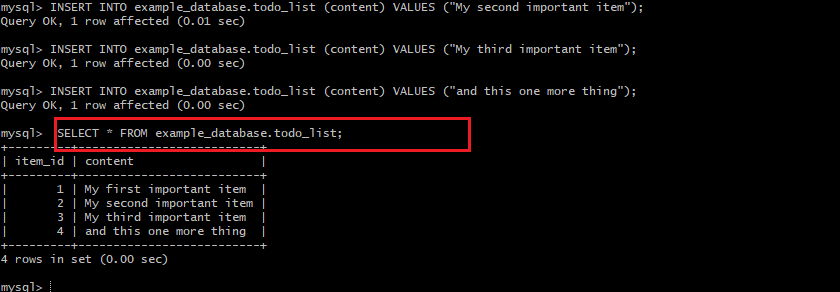 mysql> INSERT INTO example_database.todo_list (content) VALUES ("My second important item");
Query OK, 1 row affected (0.01 sec)
mysql> INSERT INTO example_database.todo_list (content) VALUES ("My third important item");
Query OK, 1 row affected (0.00 sec)
mysql> INSERT INTO example_database.todo_list (content) VALUES ("and this one more thing");
Query OK, 1 row affected (0.00 sec)
mysql>  SELECT * FROM example_database.todo_list;
+---------+--------------------------+
| item_id | content                  |
+---------+--------------------------+
|       1 | My first important item  |
|       2 | My second important item |
|       3 | My third important item  |
|       4 | and this one more thing  |
+---------+--------------------------+
4 rows in set (0.00 sec)
mysql>